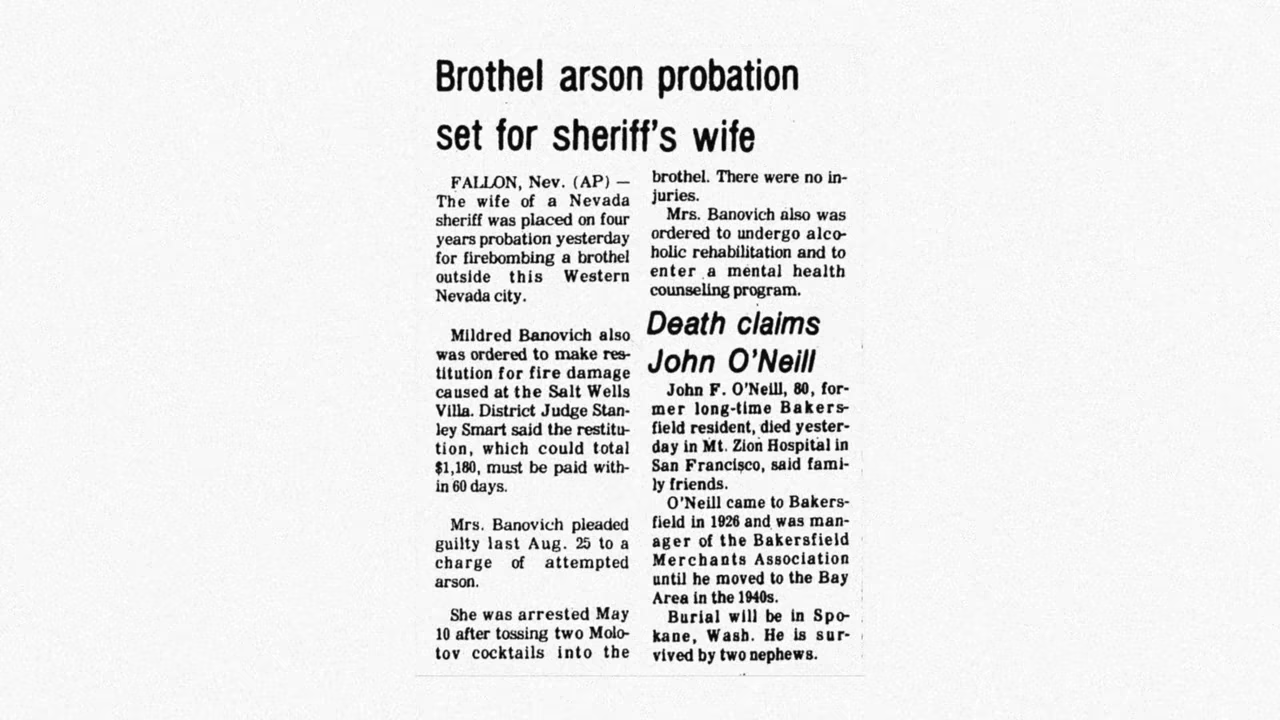 Brothel arson probation
set for sheriff's wife
FALLON, Nev. (AP) —
The wife of a Nevada
sheriff was placed on four
years probation yesterday
for firebombing a brothel
outside this Western
Nevada city.
Mildred Banovich also
was ordered to make res-
titution for fire damage
caused at the Salt Wells
Villa. District Judge Stan-
ley Smart said the restitu-
tion, which could total
$1,180, must be paid with-
in 60 days.
Mrs. Banovich pleaded
guilty last Aug. 25 to a
charge of attempted
arson.
She was arrested May
10 after tossing two Molo-
tov cocktails into the
brothel. There were no in-
juries.
Mrs. Banovich also was
ordered to undergo alco-
holic rehabilitation and to
enter a mental health
counseling program.
Death claims
John O'Neill
John F. O'Neill, 80, for-
mer long-time Bakers-
field resident, died yester-
day in Mt. Zion Hospital in
San Francisco, said fami-
ly friends.
O'Neill came to Bakers-
field in 1926 and was man-
ager of the Bakersfield
Merchants Association
until he moved to the Bay
Area in the 1940s.
Burial will be in Spo-
kane, Wash. He is sur-
vived by two nephews.